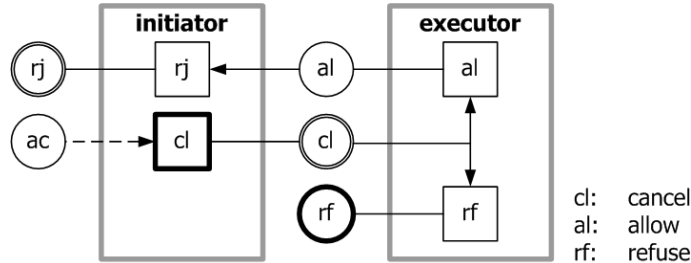 initiator executor
rj rj al al
ac cl cl
rf rf
cl: cancel
al: allow
rf: refuse